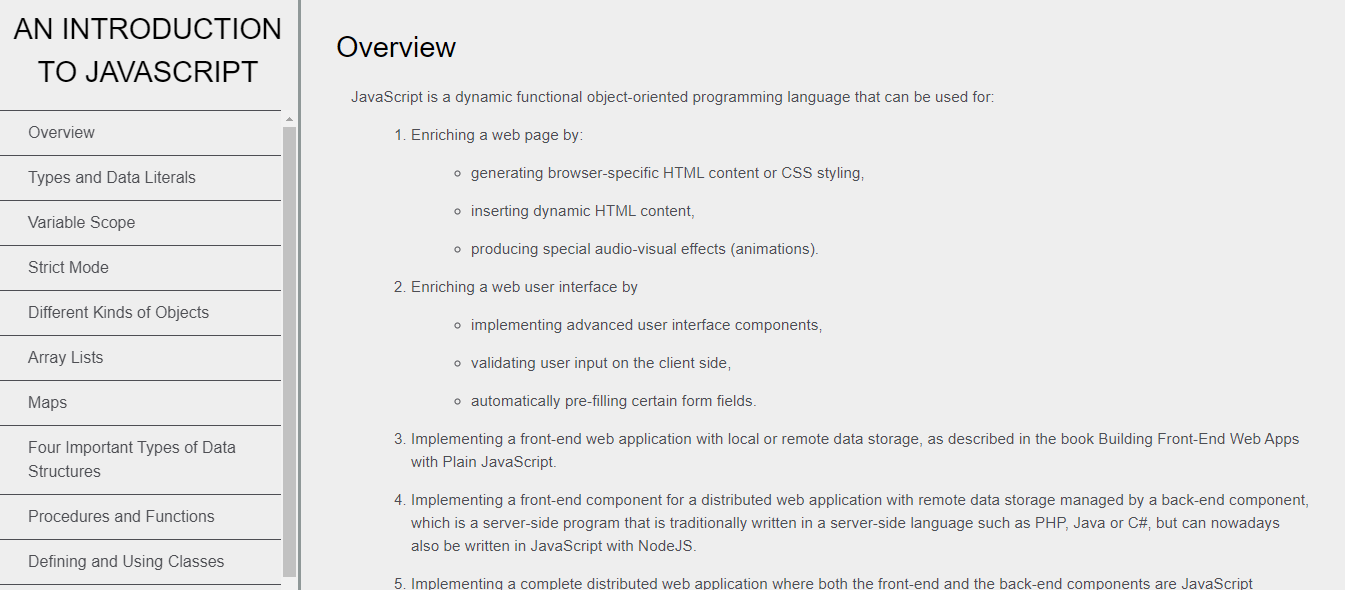 AN INTRODUCTION
TO JAVASCRIPT
Overview
Types and Data Literals
Variable Scope
Strict Mode
Different Kinds of Objects
Array Lists
Maps
Four Important Types of Data
Structures
Procedures and Functions
Defining and Using Classes
Overview
JavaScript is a dynamic functional object-oriented programming language that can be used for:
1. Enriching a web page by:
◦ generating browser-specific HTML content or CSS styling,
◦ inserting dynamic HTML content,
◦ producing special audio-visual effects (animations).
2. Enriching a web user interface by
◦ implementing advanced user interface components,
◦ validating user input on the client side,
◦ automatically pre-filling certain form fields.
3. Implementing a front-end web application with local or remote data storage, as described in the book Building Front-End Web Apps
with Plain JavaScript.
4. Implementing a front-end component for a distributed web application with remote data storage managed by a back-end component,
which is a server-side program that is traditionally written in a server-side language such as PHP, Java or C#, but can nowadays
also be written in JavaScript with NodeJS.
5. Implementing a complete distributed web application where both the front-end and the back-end components are JavaScript